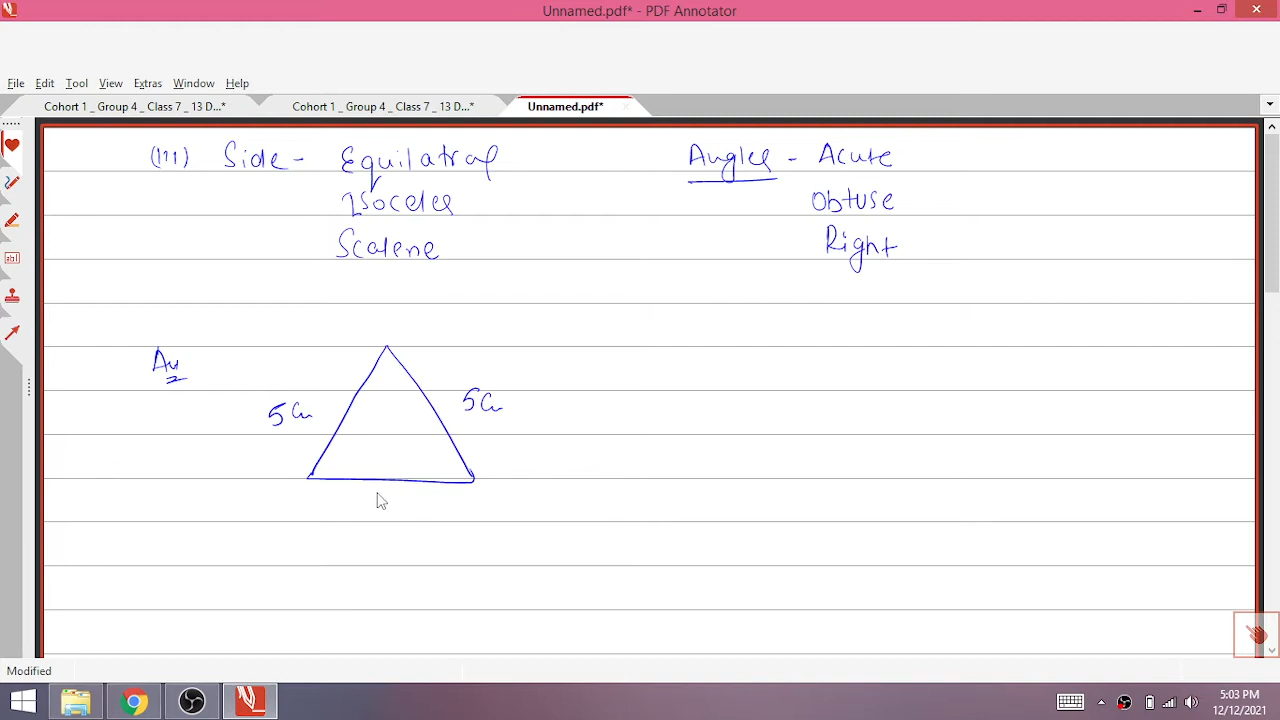 Unnamed.pdf* - PDF Annotator
File Edit Tool View Extras Window Help
Cohort 1 _ Group 4 _ Class 7 _ 13 D...* Cohort 1 _ Group 4 _ Class 7 _ 13 D...* Unnamed.pdf*
(III) Side - Equilatral Angles - Acute
Isoceles Obtuse
Scalene Right
5 Cm 5 Cm
Modified
5:03 PM
12/12/2021